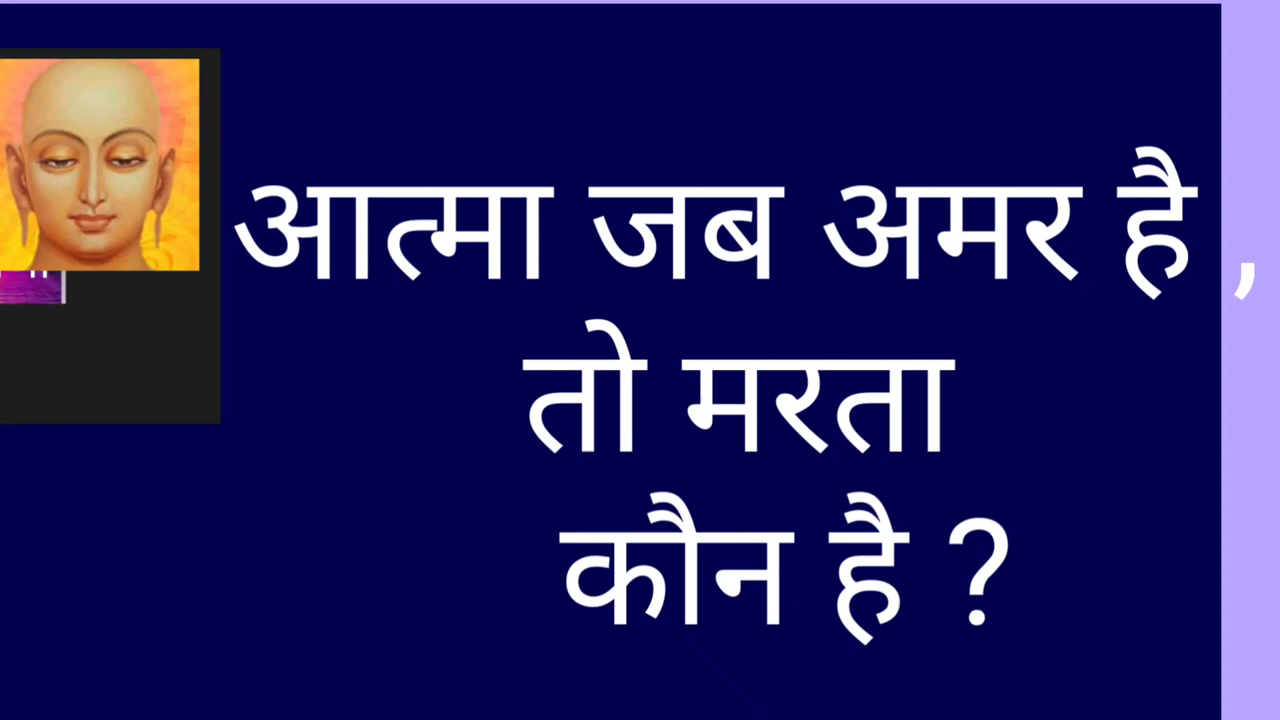 आत्मा जब अमर है ,
तो मरता
कौन है ?